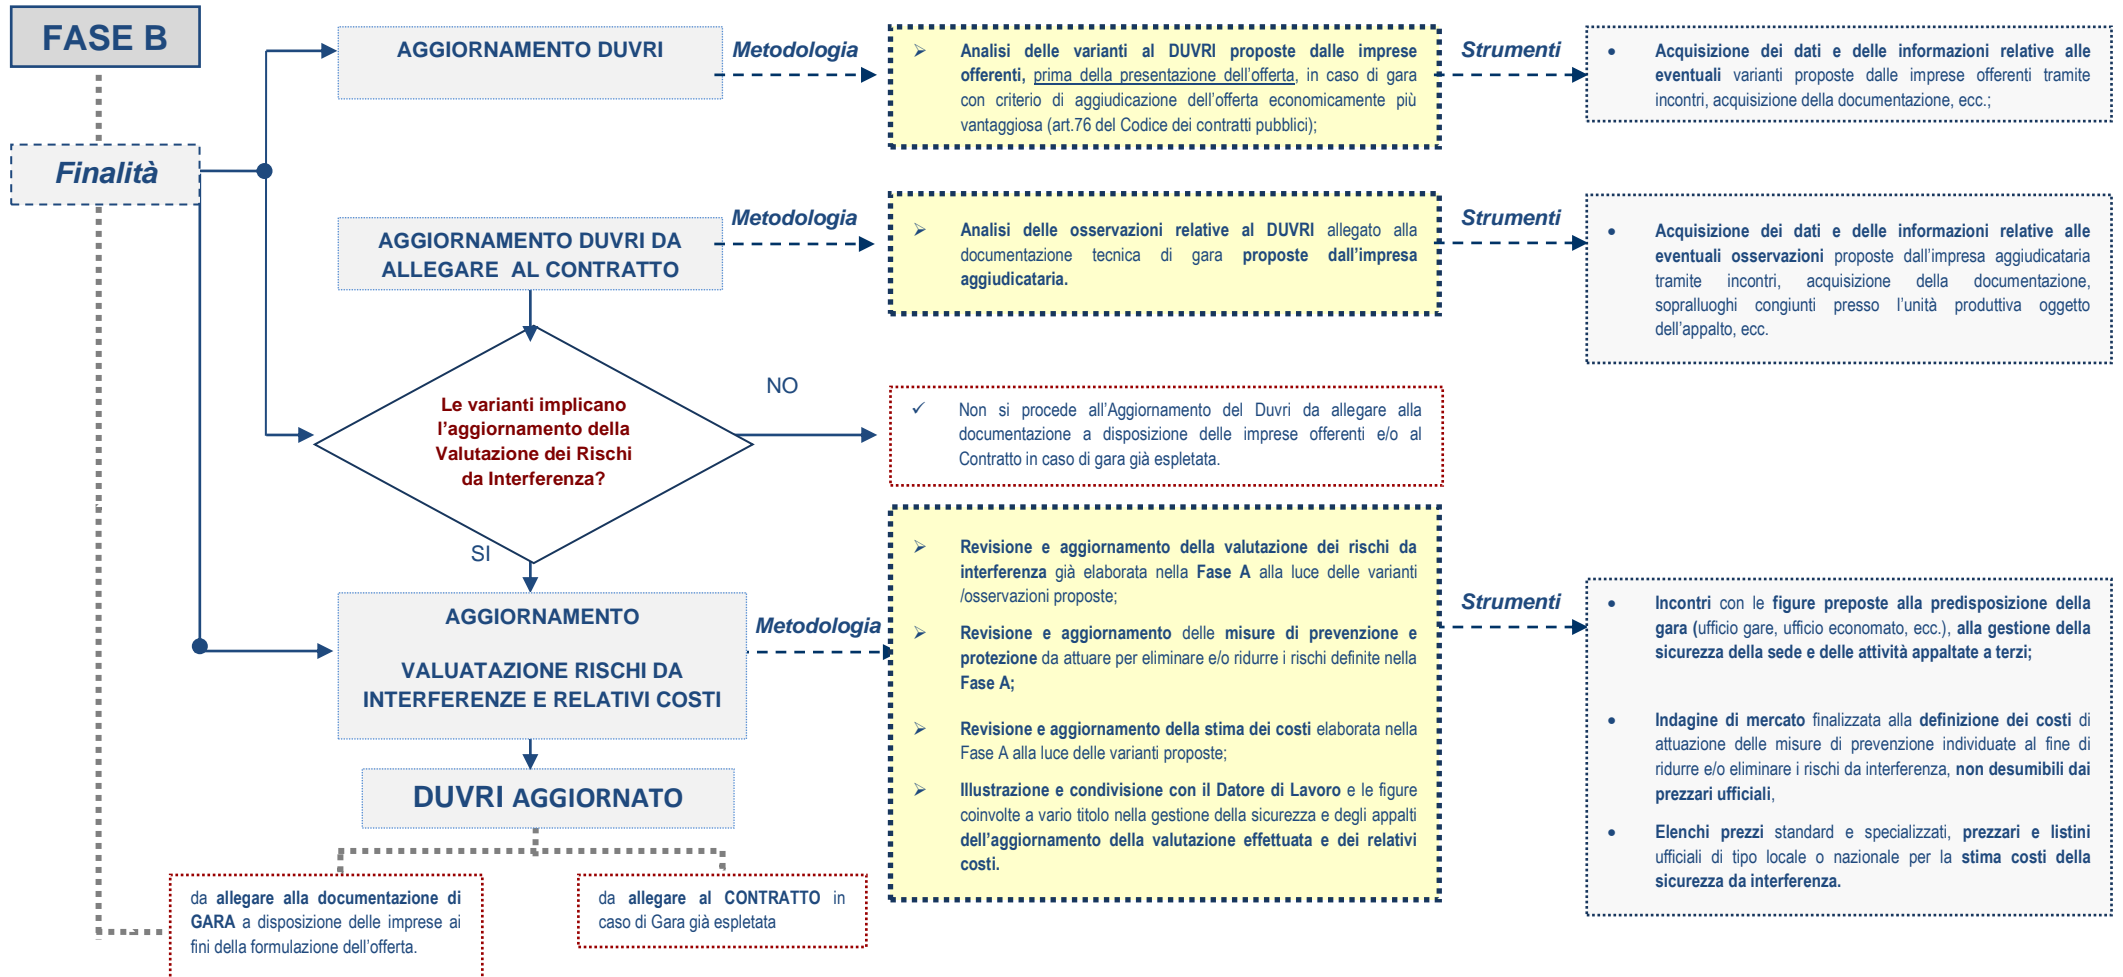 FASE B
Finalità
AGGIORNAMENTO DUVRI
Metodologia
➢ Analisi delle varianti al DUVRI proposte dalle imprese
offerenti, prima della presentazione dell’offerta, in caso di gara
con criterio di aggiudicazione dell’offerta economicamente più
vantaggiosa (art.76 del Codice dei contratti pubblici);
Strumenti
• Acquisizione dei dati e delle informazioni relative alle
eventuali varianti proposte dalle imprese offerenti tramite
incontri, acquisizione della documentazione, ecc.;
AGGIORNAMENTO DUVRI DA
ALLEGARE AL CONTRATTO
Metodologia
➢ Analisi delle osservazioni relative al DUVRI allegato alla
documentazione tecnica di gara proposte dall’impresa
aggiudicataria.
Strumenti
• Acquisizione dei dati e delle informazioni relative alle
eventuali osservazioni proposte dall’impresa aggiudicataria
tramite incontri, acquisizione della documentazione,
sopralluoghi congiunti presso l’unità produttiva oggetto
dell’appalto, ecc.
Le varianti implicano
l’aggiornamento della
Valutazione dei Rischi
da Interferenza?
NO
✓ Non si procede all’Aggiornamento del Duvri da allegare alla
documentazione a disposizione delle imprese offerenti e/o al
Contratto in caso di gara già espletata.
SI
AGGIORNAMENTO
VALUATAZIONE RISCHI DA
INTERFERENZE E RELATIVI COSTI
Metodologia
➢ Revisione e aggiornamento della valutazione dei rischi da
interferenza già elaborata nella Fase A alla luce delle varianti
/osservazioni proposte;
➢ Revisione e aggiornamento delle misure di prevenzione e
protezione da attuare per eliminare e/o ridurre i rischi definite nella
Fase A;
➢ Revisione e aggiornamento della stima dei costi elaborata nella
Fase A alla luce delle varianti proposte;
➢ Illustrazione e condivisione con il Datore di Lavoro e le figure
coinvolte a vario titolo nella gestione della sicurezza e degli appalti
dell’aggiornamento della valutazione effettuata e dei relativi
costi.
Strumenti
• Incontri con le figure preposte alla predisposizione della
gara (ufficio gare, ufficio economato, ecc.), alla gestione della
sicurezza della sede e delle attività appaltate a terzi;
• Indagine di mercato finalizzata alla definizione dei costi di
attuazione delle misure di prevenzione individuate al fine di
ridurre e/o eliminare i rischi da interferenza, non desumibili dai
prezzari ufficiali,
• Elenchi prezzi standard e specializzati, prezzari e listini
ufficiali di tipo locale o nazionale per la stima costi della
sicurezza da interferenza.
DUVRI AGGIORNATO
da allegare alla documentazione di
GARA a disposizione delle imprese ai
fini della formulazione dell’offerta.
da allegare al CONTRATTO in
caso di Gara già espletata